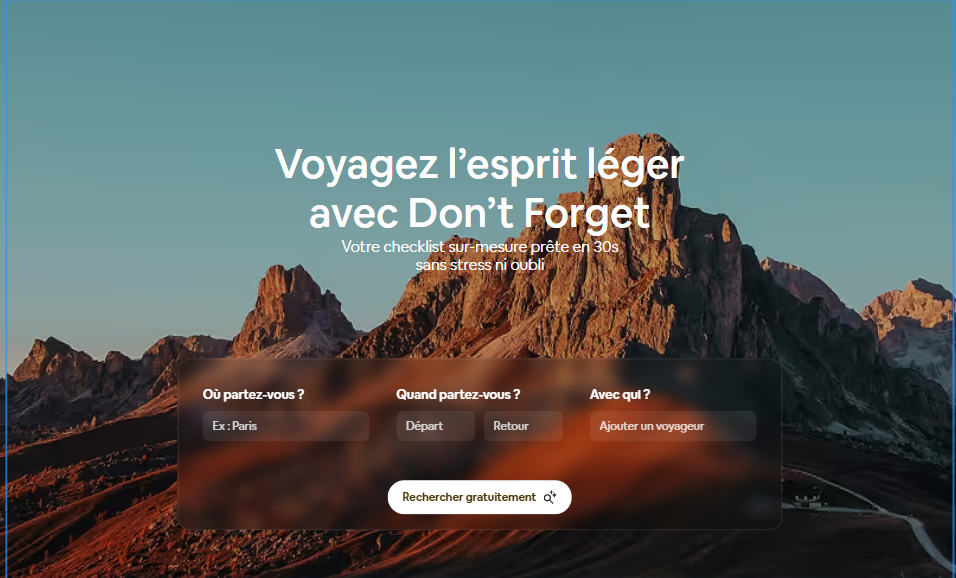 Voyagez l’esprit léger
avec Don’t Forget
Votre checklist sur-mesure prête en 30s
sans stress ni oubli
Où partez-vous ?
Quand partez-vous ?
Avec qui ?
Ex : Paris
Départ
Retour
Ajouter un voyageur
Rechercher gratuitement